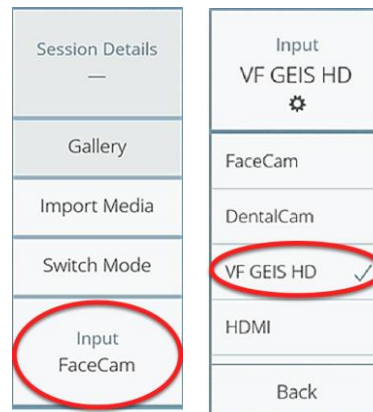 Session Details
—
Gallery
Import Media
Switch Mode
Input
FaceCam
Input
VF GEIS HD
FaceCam
DentalCam
VF GEIS HD
HDMI
Back